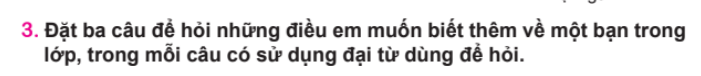 3. Đặt ba câu để hỏi những điều em muốn biết thêm về một bạn trong
lớp, trong mỗi câu có sử dụng đại từ dùng để hỏi.